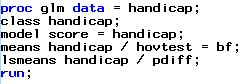 proc glm data = handicap;
class handicap;
model score = handicap;
means handicap / hovtest = bf;
lsmeans handicap / pdiff;
run;